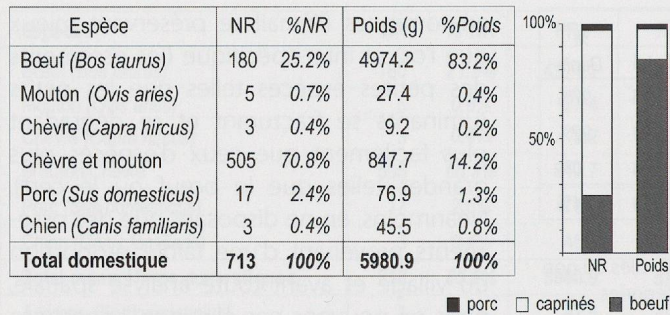 Espèce NR %NR Poids (g) %Poids
Bœuf (Bos taurus) 180 25.2% 4974.2 83.2%
Mouton (Ovis aries) 5 0.7% 27.4 0.4%
Chèvre (Capra hircus) 3 0.4% 9.2 0.2%
Chèvre et mouton 505 70.8% 847.7 14.2%
Porc (Sus domesticus) 17 2.4% 76.9 1.3%
Chien (Canis familiaris) 3 0.4% 45.5 0.8%
Total domestique 713 100% 5980.9 100%
100%
50%
NR Poids
porc caprinés boeuf